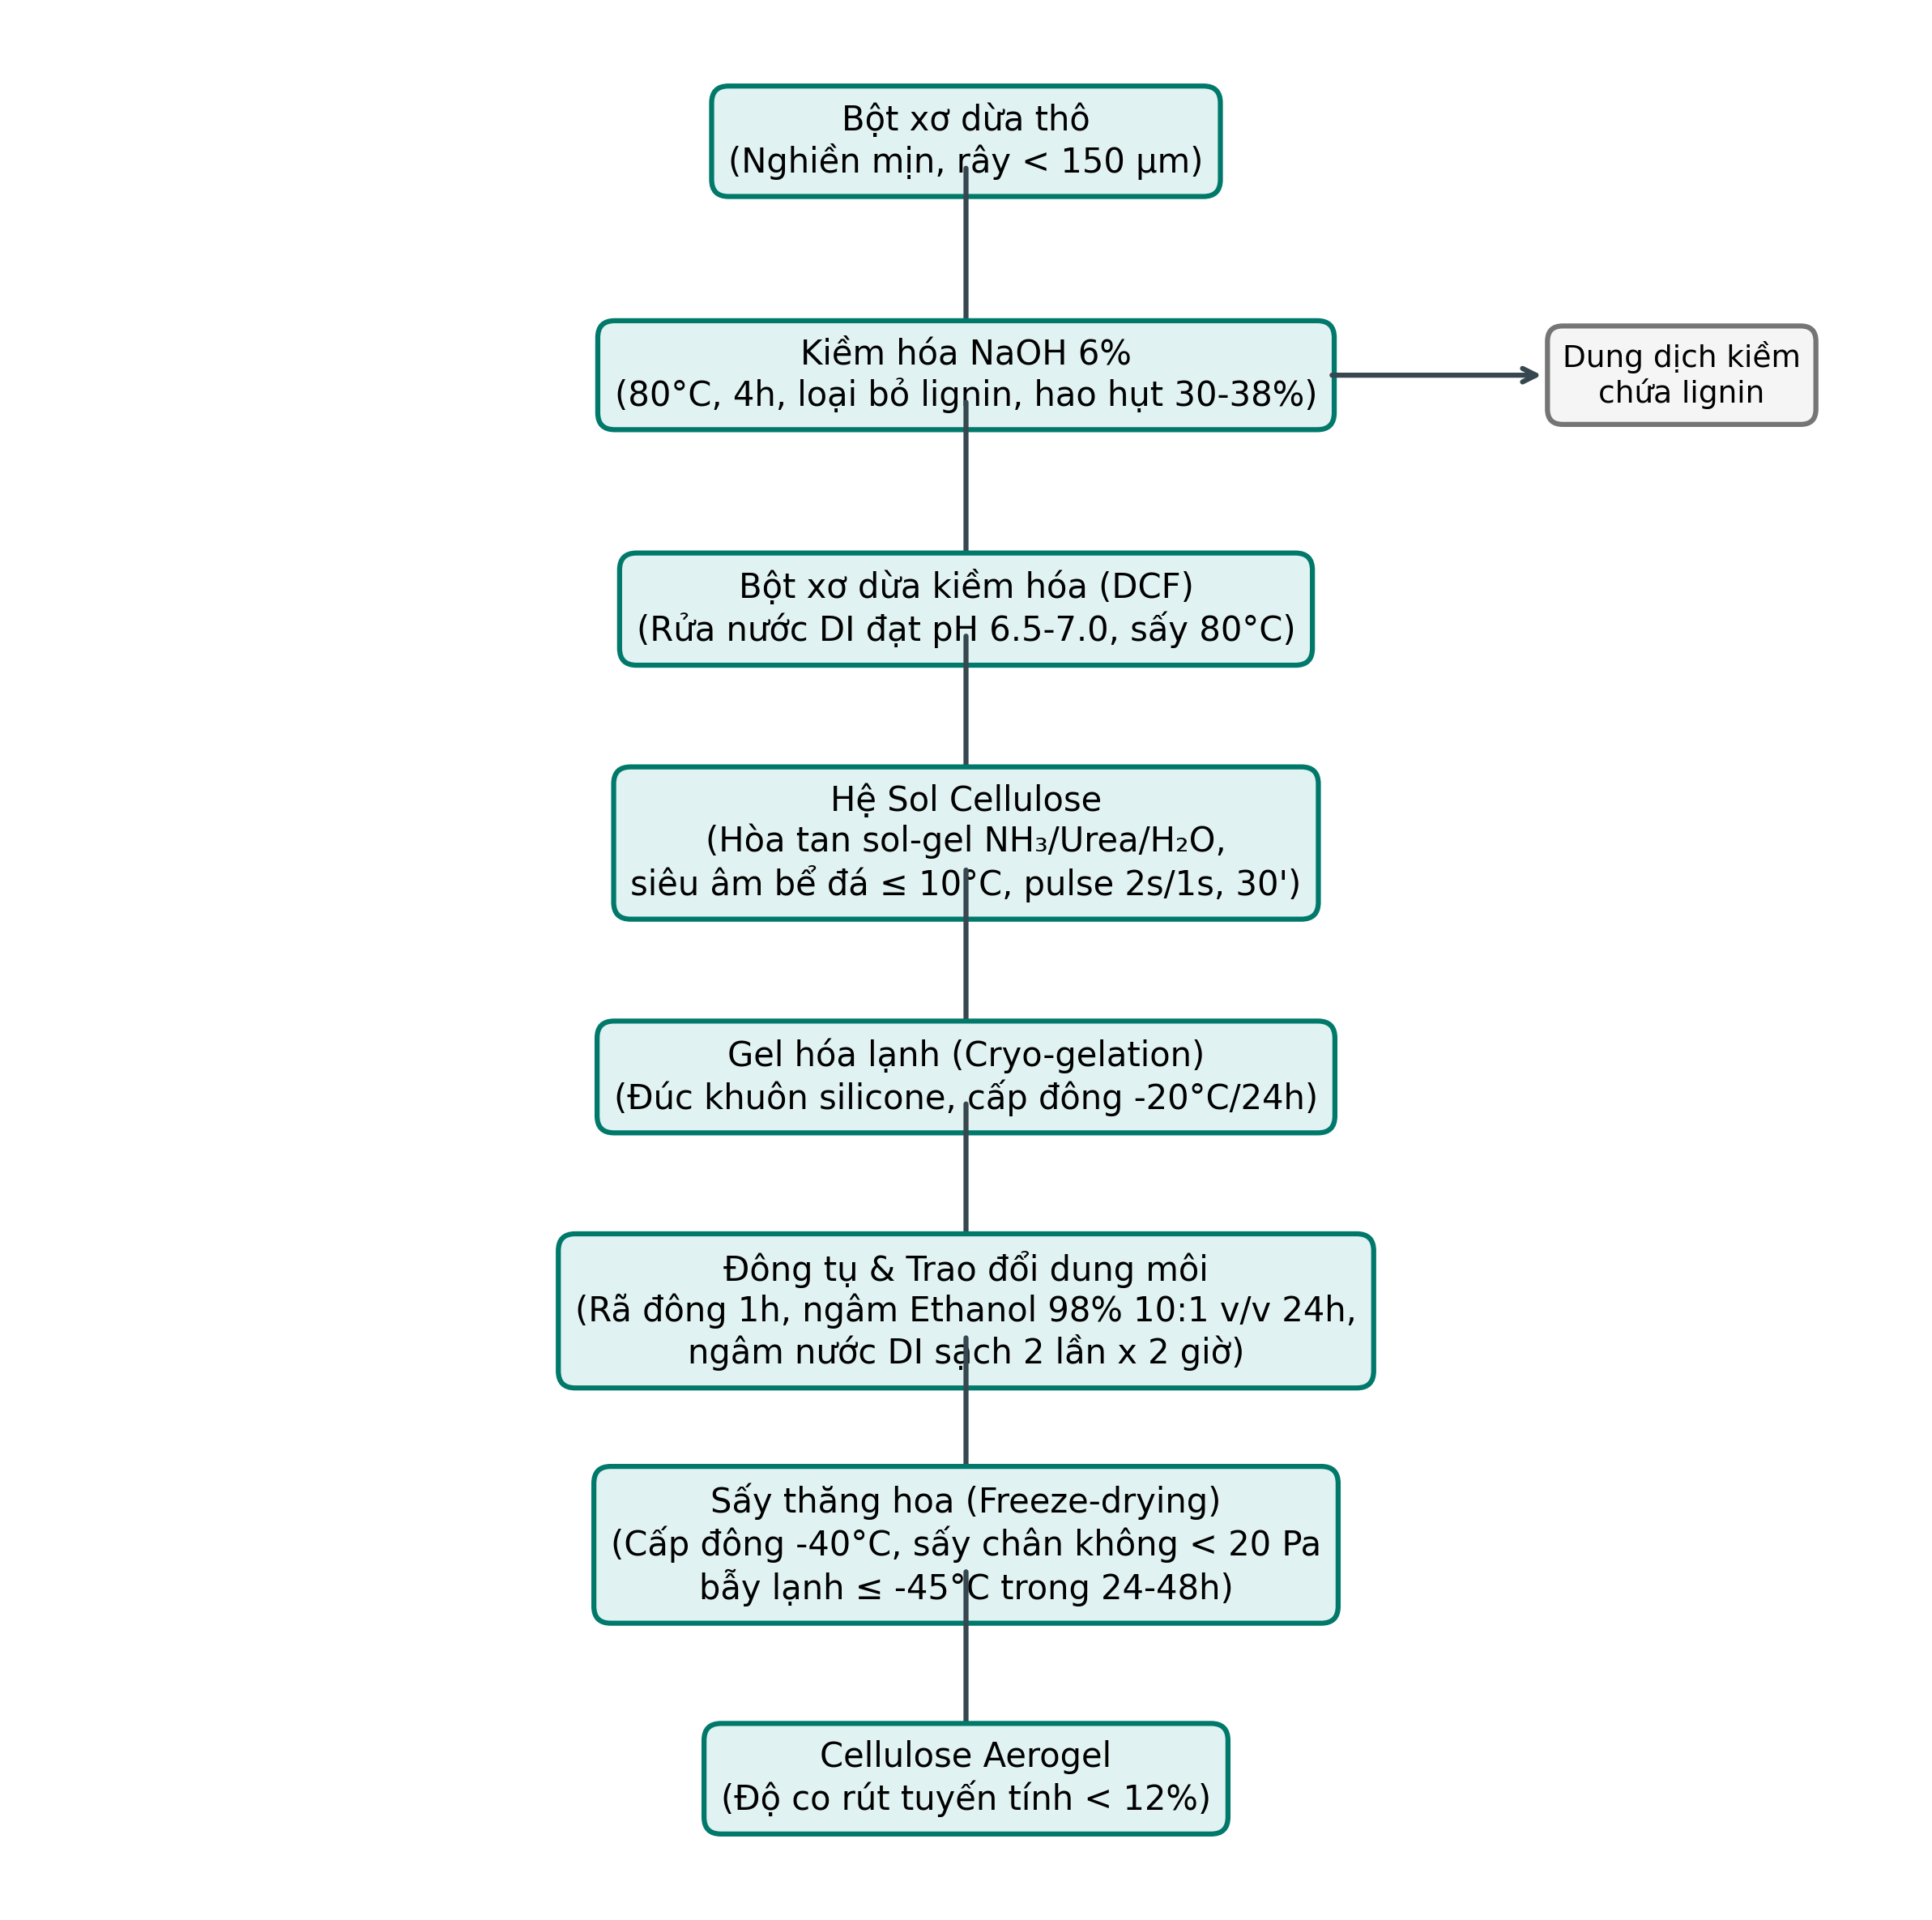 Bột xơ dừa thô
(Nghiền mịn, rây < 150 µm)
Kiềm hóa NaOH 6%
(80°C, 4h, loại bỏ lignin, hao hụt 30-38%)
Dung dịch kiềm
chứa lignin
Bột xơ dừa kiềm hóa (DCF)
(Rửa nước DI đạt pH 6.5-7.0, sấy 80°C)
Hệ Sol Cellulose
(Hòa tan sol-gel NH₃/Urea/H₂O,
siêu âm bể đá ≤ 10°C, pulse 2s/1s, 30')
Gel hóa lạnh (Cryo-gelation)
(Đúc khuôn silicone, cấp đông -20°C/24h)
Đông tụ & Trao đổi dung môi
(Rã đông 1h, ngâm Ethanol 98% 10:1 v/v 24h,
ngâm nước DI sạch 2 lần x 2 giờ)
Sấy thăng hoa (Freeze-drying)
(Cấp đông -40°C, sấy chân không < 20 Pa
bẫy lạnh ≤ -45°C trong 24-48h)
Cellulose Aerogel
(Độ co rút tuyến tính < 12%)